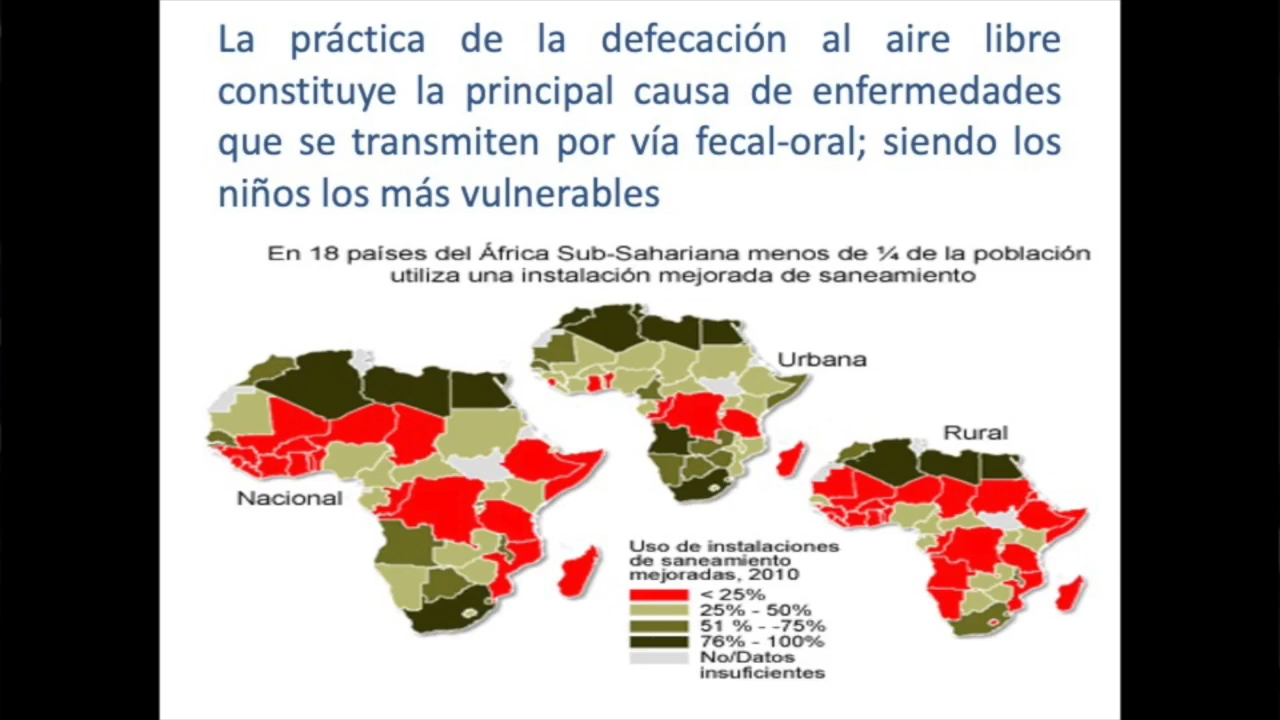 La práctica de la defecación al aire libre
constituye la principal causa de enfermedades
que se transmiten por vía fecal-oral; siendo los
niños los más vulnerables
En 18 países del África Sub-Sahariana menos de ¼ de la población
utiliza una instalación mejorada de saneamiento
Urbana
Rural
Nacional
Uso de instalaciones
de saneamiento
mejoradas, 2010
< 25%
25% - 50%
51 % - -75%
76% - 100%
No/Datos
insuficientes